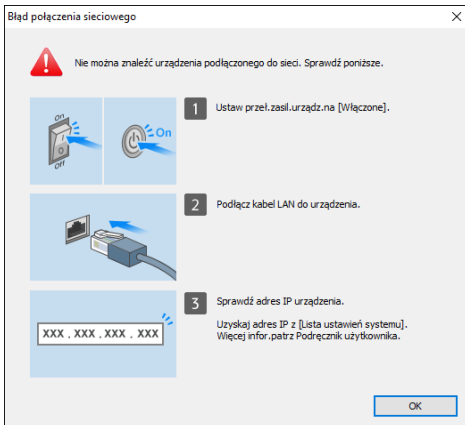 Błąd połączenia sieciowego
Nie można znaleźć urządzenia podłączonego do sieci. Sprawdź poniższe.
On
Off
On
1
Ustaw przeł.zasil.urządz.na [Włączone].
2
Podłącz kabel LAN do urządzenia.
3
Sprawdź adres IP urządzenia.
Uzyskaj adres IP z [Lista ustawień systemu].
Więcej infor.patrz Podręcznik użytkownika.
XXX . XXX . XXX . XXX
OK